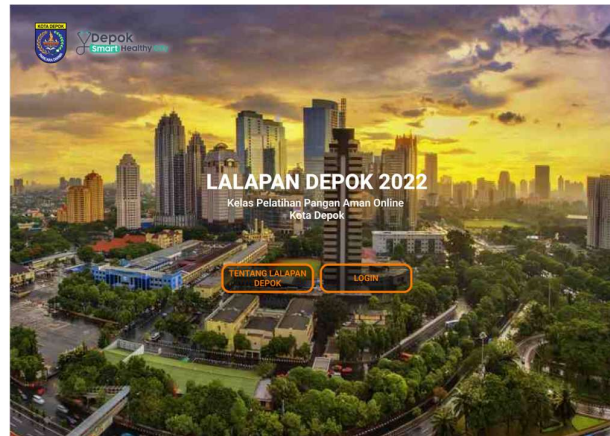 KOTA DEPOK
Depok
Smart Healthy
LALAPAN DEPOK 2022
Kelas Pelatihan Pangan Aman Online
Kota Depok
TENTANG LALAPAN
DEPOK
LOGIN